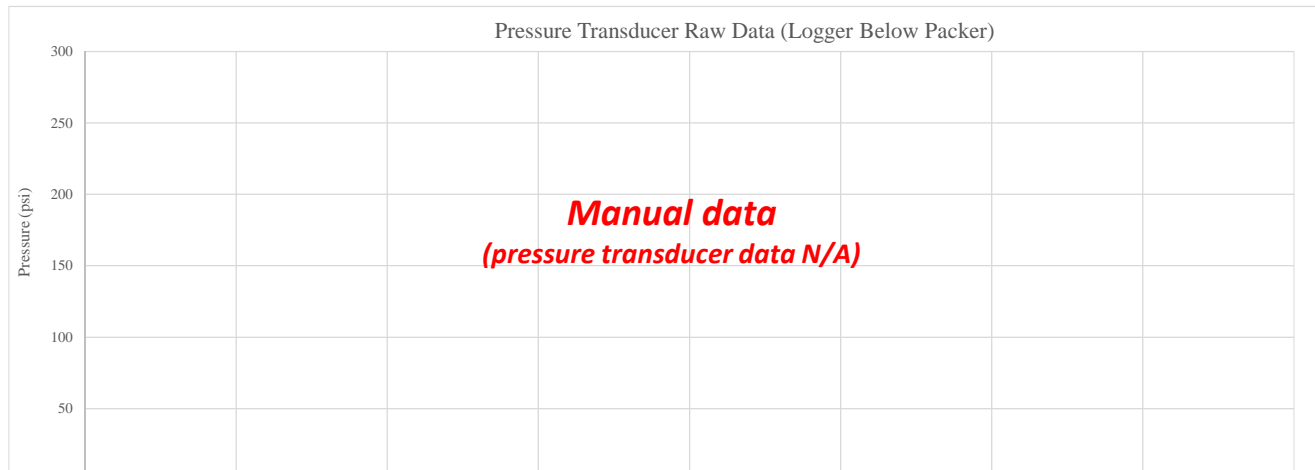 Pressure Transducer Raw Data (Logger Below Packer)
300
250
200
150
100
50
Pressure (psi)
Manual data
(pressure transducer data N/A)